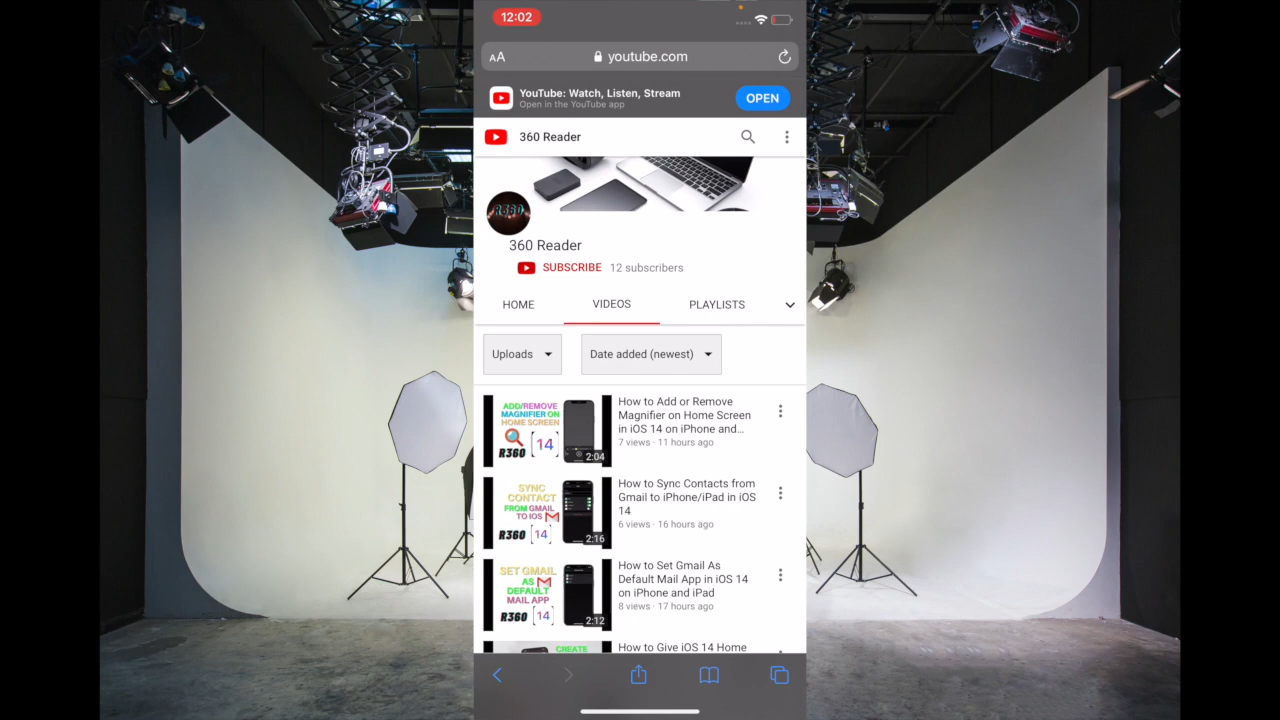 12:02
AA
youtube.com
YouTube: Watch, Listen, Stream
Open in the YouTube app
OPEN
360 Reader
R360
360 Reader
SUBSCRIBE 12 subscribers
HOME VIDEOS PLAYLISTS
Uploads Date added (newest)
ADD/REMOVE
MAGNIFIER ON
HOME SCREEN
R360 14
2:04
How to Add or Remove
Magnifier on Home Screen
in iOS 14 on iPhone and...
7 views · 11 hours ago
SYNC
CONTACT
FROM GMAIL
TO IOS
R360 14
2:16
How to Sync Contacts from
Gmail to iPhone/iPad in iOS
14
6 views · 16 hours ago
SET GMAIL
AS
DEFAULT
MAIL APP
R360 14
2:12
How to Set Gmail As
Default Mail App in iOS 14
on iPhone and iPad
8 views · 17 hours ago
CREATE
How to Give iOS 14 Home